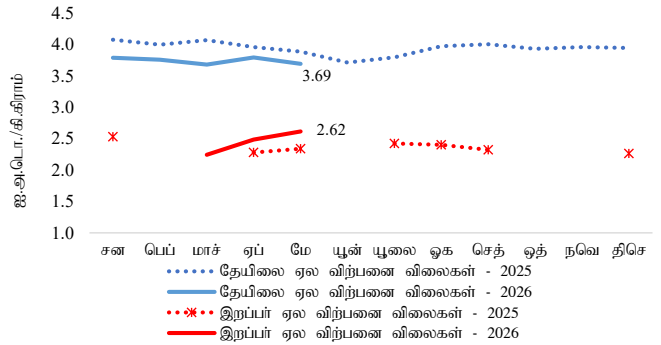 4.5
4.0
3.5
3.0
2.5
2.0
1.5
1.0
ஐ.அ.டொ./கி.கிராம்
3.69
2.62
சன பெப் மாச் ஏப் மே யூன் யூலை ஓக செத் ஒத் நவெ திசெ
தேயிலை ஏல விற்பனை விலைகள் - 2025
தேயிலை ஏல விற்பனை விலைகள் - 2026
இறப்பர் ஏல விற்பனை விலைகள் - 2025
இறப்பர் ஏல விற்பனை விலைகள் - 2026